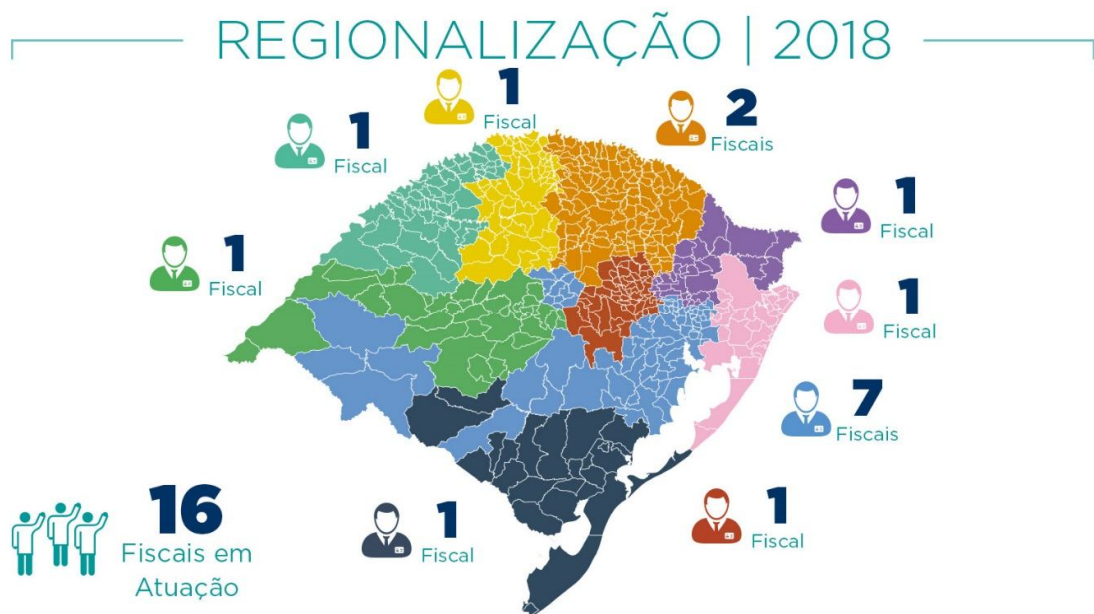 REGIONALIZAÇÃO | 2018
1
Fiscal
1
Fiscal
2
Fiscais
1
Fiscal
1
Fiscal
1
Fiscal
7
Fiscais
16
Fiscais em
Atuação
1
Fiscal
1
Fiscal